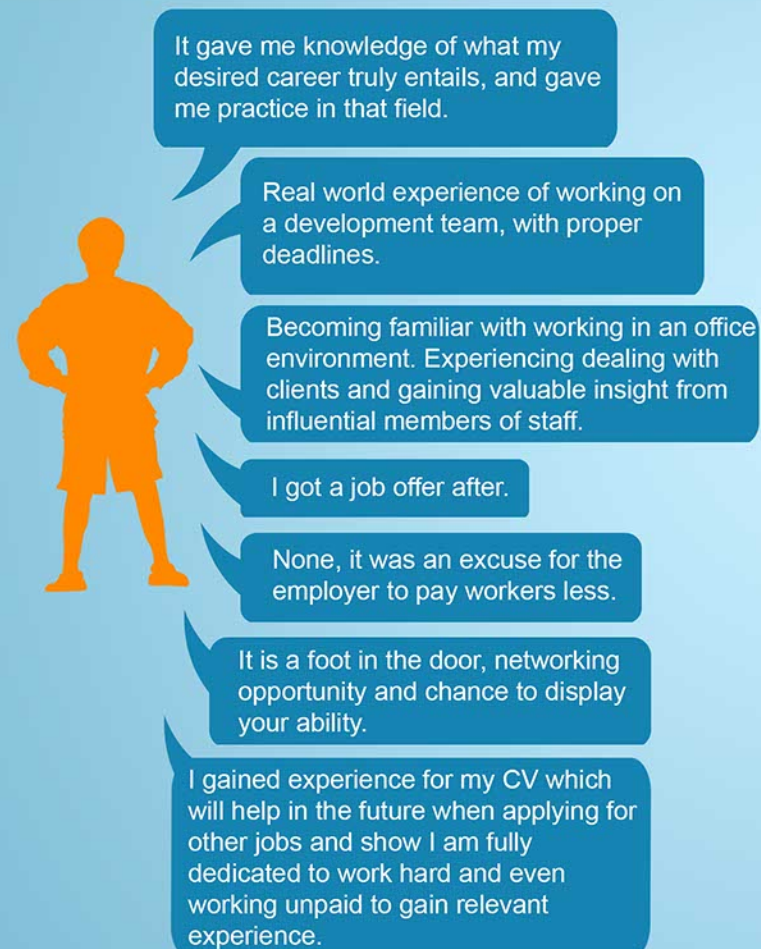 It gave me knowledge of what my
desired career truly entails, and gave
me practice in that field.
Real world experience of working on
a development team, with proper
deadlines.
Becoming familiar with working in an office
environment. Experiencing dealing with
clients and gaining valuable insight from
influential members of staff.
I got a job offer after.
None, it was an excuse for the
employer to pay workers less.
It is a foot in the door, networking
opportunity and chance to display
your ability.
I gained experience for my CV which
will help in the future when applying for
other jobs and show I am fully
dedicated to work hard and even
working unpaid to gain relevant
experience.